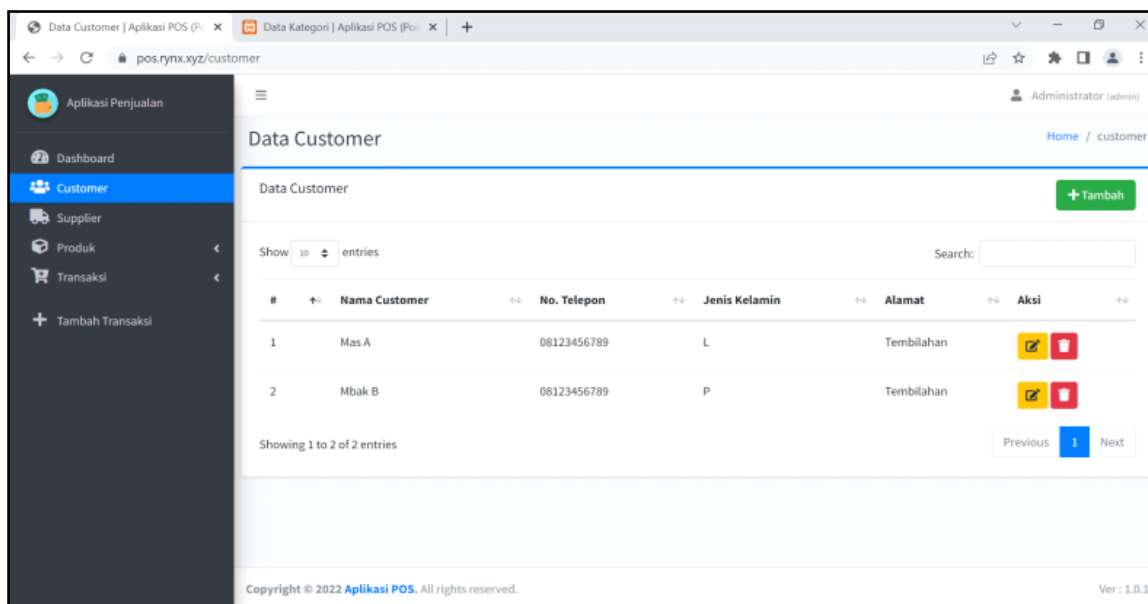 Data Customer | Aplikasi POS (Po
Data Kategori | Aplikasi POS (Poi
pos.rynx.xyz/customer
Aplikasi Penjualan
Administrator (admin)
Data Customer
Home / customer
Dashboard
Customer
Supplier
Produk
Transaksi
Tambah Transaksi
Data Customer
Tambah
Show 10 entries
Search:
# Nama Customer No. Telepon Jenis Kelamin Alamat Aksi
1 Mas A 08123456789 L Tembilahan
2 Mbak B 08123456789 P Tembilahan
Showing 1 to 2 of 2 entries
Previous 1 Next
Copyright © 2022 Aplikasi POS. All rights reserved.
Ver : 1.0.1